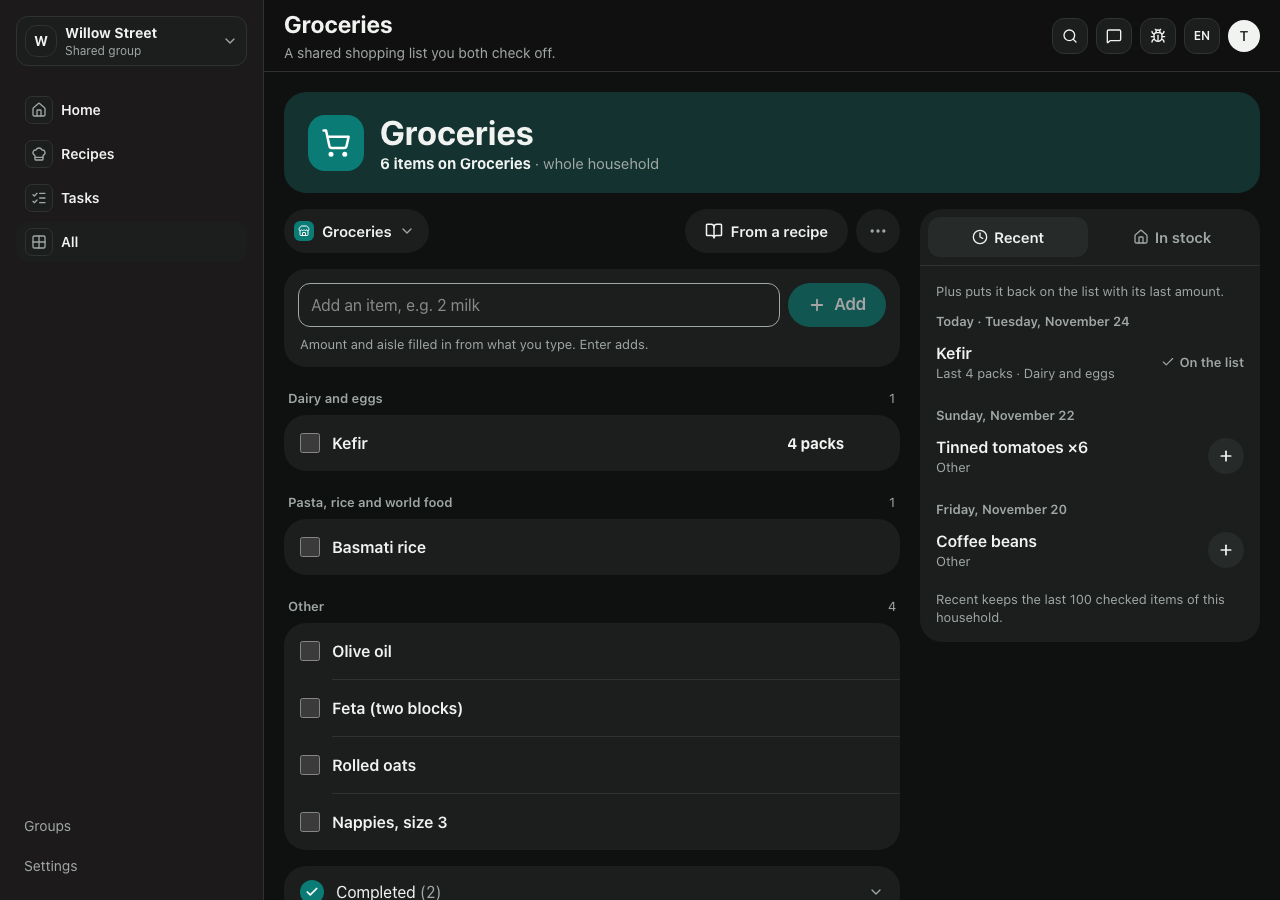 W
Willow Street
Shared group
Home
Recipes
Tasks
All
Groups
Settings
Groceries
A shared shopping list you both check off.
EN
T
Groceries
6 items on Groceries · whole household
Groceries
From a recipe
Add an item, e.g. 2 milk
Add
Amount and aisle filled in from what you type. Enter adds.
Dairy and eggs 1
Kefir 4 packs
Pasta, rice and world food 1
Basmati rice
Other 4
Olive oil
Feta (two blocks)
Rolled oats
Nappies, size 3
Completed (2)
Recent In stock
Plus puts it back on the list with its last amount.
Today · Tuesday, November 24
Kefir
Last 4 packs · Dairy and eggs
On the list
Sunday, November 22
Tinned tomatoes ×6
Other
Friday, November 20
Coffee beans
Other
Recent keeps the last 100 checked items of this
household.